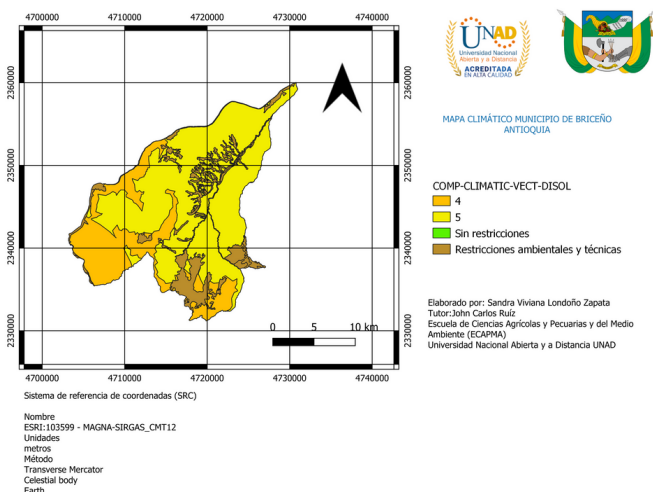 4700000 4710000 4720000 4730000 4740000
2360000 2360000
2350000 2350000
2340000 2340000
2330000 2330000
0 5 10 km
4700000 4710000 4720000 4730000 4740000
UNAD
Universidad Nacional
Abierta y a Distancia
ACREDITADA
EN ALTA CALIDAD
MAPA CLIMÁTICO MUNICIPIO DE BRICEÑO
ANTIOQUIA
COMP-CLIMATIC-VECT-DISOL
4
5
Sin restricciones
Restricciones ambientales y técnicas
Elaborado por: Sandra Viviana Londoño Zapata
Tutor:John Carlos Ruíz
Escuela de Ciencias Agrícolas y Pecuarias y del Medio
Ambiente (ECAPMA)
Universidad Nacional Abierta y a Distancia UNAD
Sistema de referencia de coordenadas (SRC)
Nombre
ESRI:103599 - MAGNA-SIRGAS_CMT12
Unidades
metros
Método
Transverse Mercator
Celestial body
Earth